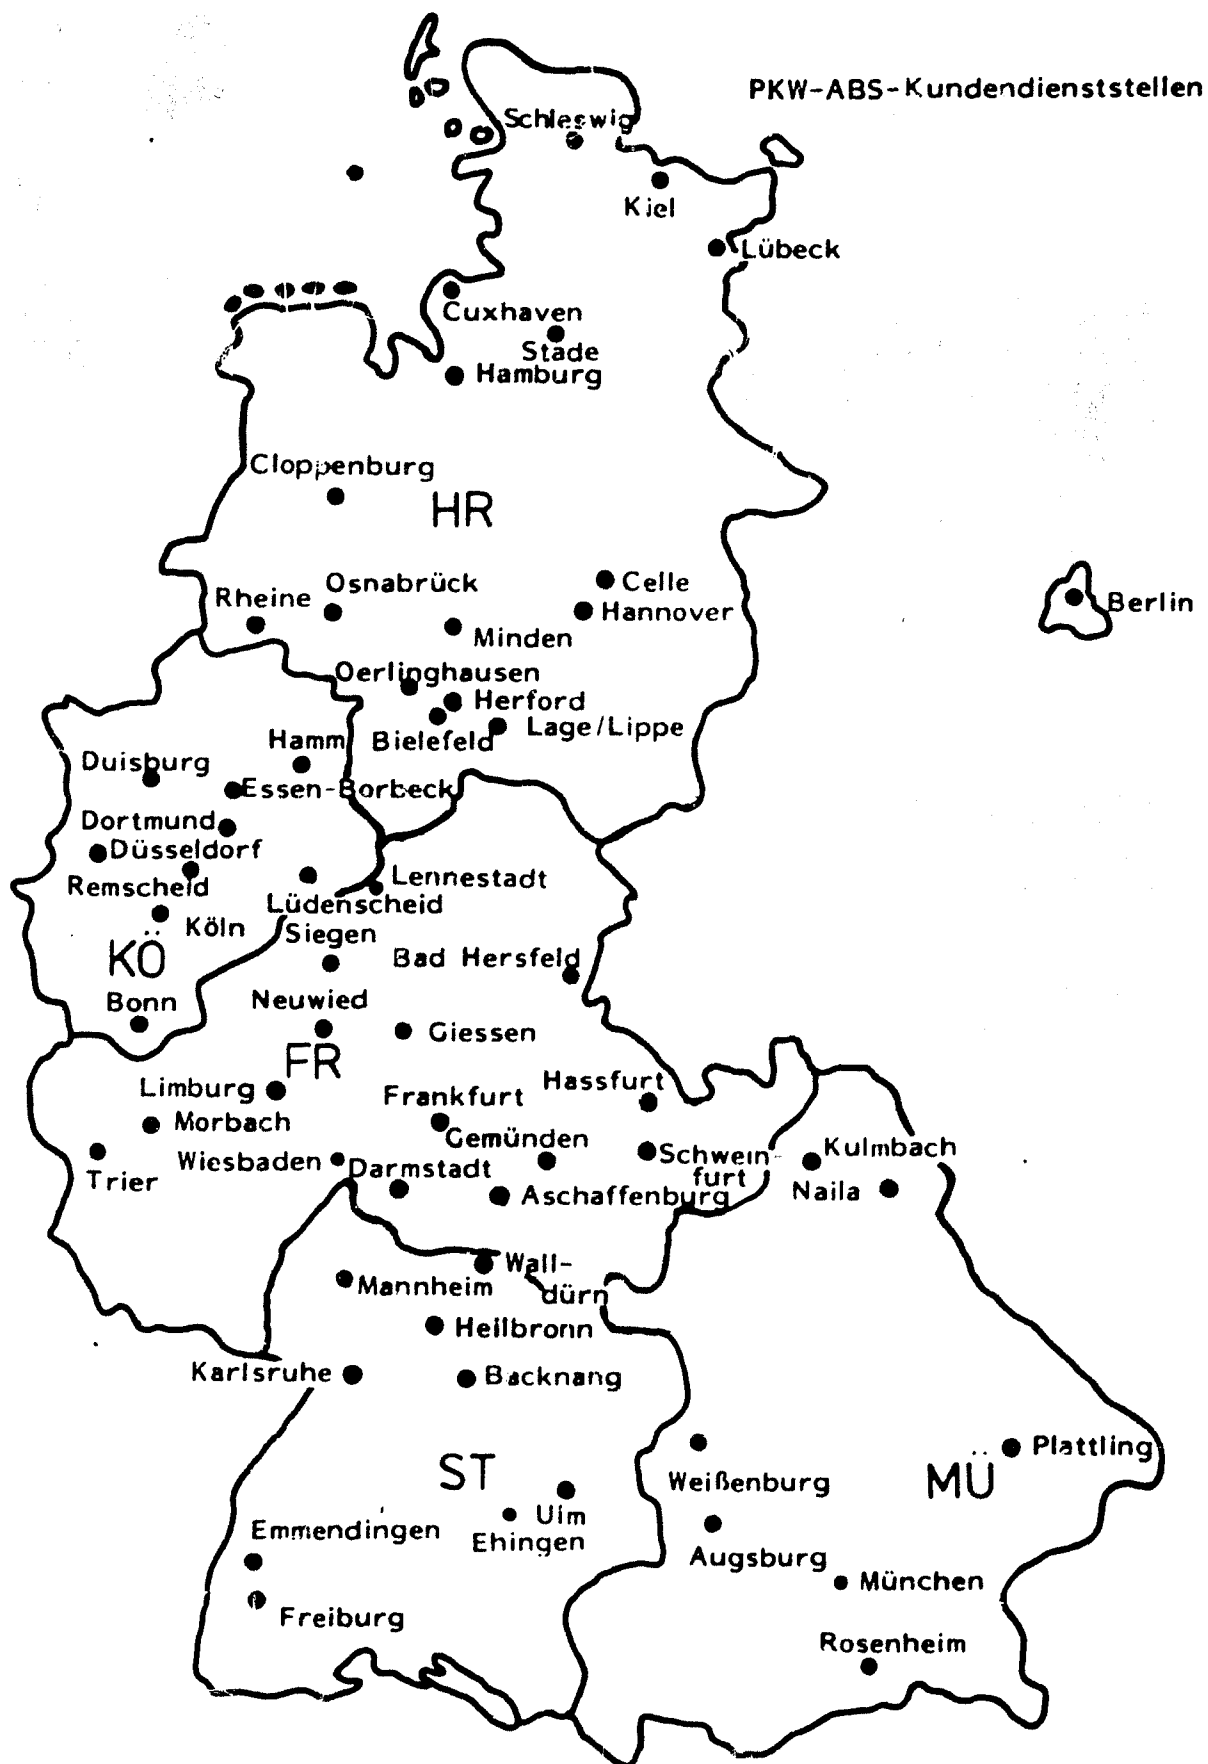 PKW-ABS-Kundendienststellen
Schleswig
Kiel
Lübeck
Cuxhaven
Stade
Hamburg
Cloppenburg
HR
Osnabrück
Celle
Rheine
Hannover
Berlin
Minden
Oerlinghausen
Herford
Lage/Lippe
Hamm
Bielefeld
Duisburg
Essen-Borbeck
Dortmund
Düsseldorf
Remscheid
Lennestadt
Lüdenscheid
Köln
Siegen
KÖ
Bad Hersfeld
Bonn
Neuwied
Giessen
FR
Limburg
Hassfurt
Frankfurt
Morbach
Gemünden
Kulmbach
Wiesbaden
Darmstadt
Schwein-
furt
Trier
Naila
Aschaffenburg
Wall-
dürn
Mannheim
Heilbronn
Karlsruhe
Backnang
Plattling
ST
Weißenburg
MÜ
Ulm
Emmendingen
Ehingen
Augsburg
München
Freiburg
Rosenheim